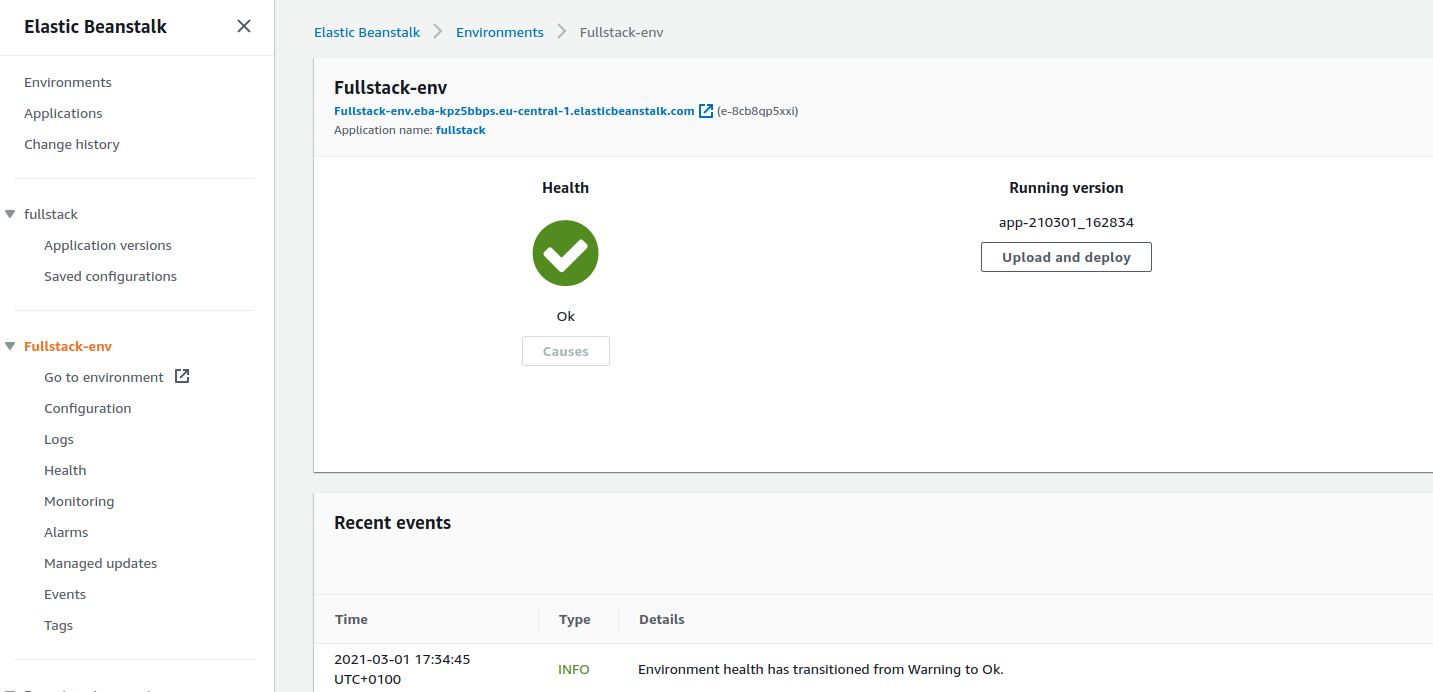 Elastic Beanstalk
Environments
Applications
Change history
fullstack
Application versions
Saved configurations
Fullstack-env
Go to environment
Configuration
Logs
Health
Monitoring
Alarms
Managed updates
Events
Tags
Elastic Beanstalk Environments Fullstack-env
Fullstack-env
Fullstack-env.eba-kpz5bbps.eu-central-1.elasticbeanstalk.com (e-8cb8qp5xxi)
Application name: fullstack
Health
Ok
Causes
Running version
app-210301_162834
Upload and deploy
Recent events
Time Type Details
2021-03-01 17:34:45
UTC+0100
INFO
Environment health has transitioned from Warning to Ok.